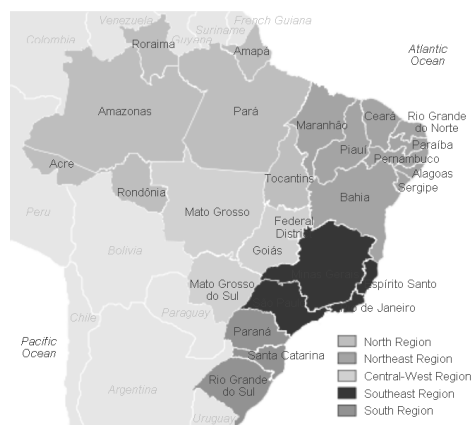 Venezuela
Suriname
French Guiana
Colombia
Guyana
Roraima
Amapá
Atlantic
Ocean
Amazonas
Pará
Maranhão
Ceará
Rio Grande
do Norte
Piauí
Paraíba
Pernambuco
Alagoas
Sergipe
Acre
Rondônia
Tocantins
Bahia
Peru
Mato Grosso
Federal
Distri
Goiás
Bolivia
Mato Grosso
do Sul
spírito Santo
de Janeiro
Paraguay
Chile
Paraná
Pacific
Ocean
Santa Catarina
Rio Grande
do Sul
Argentina
Uruguay
North Region
Northeast Region
Central-West Region
Southeast Region
South Region